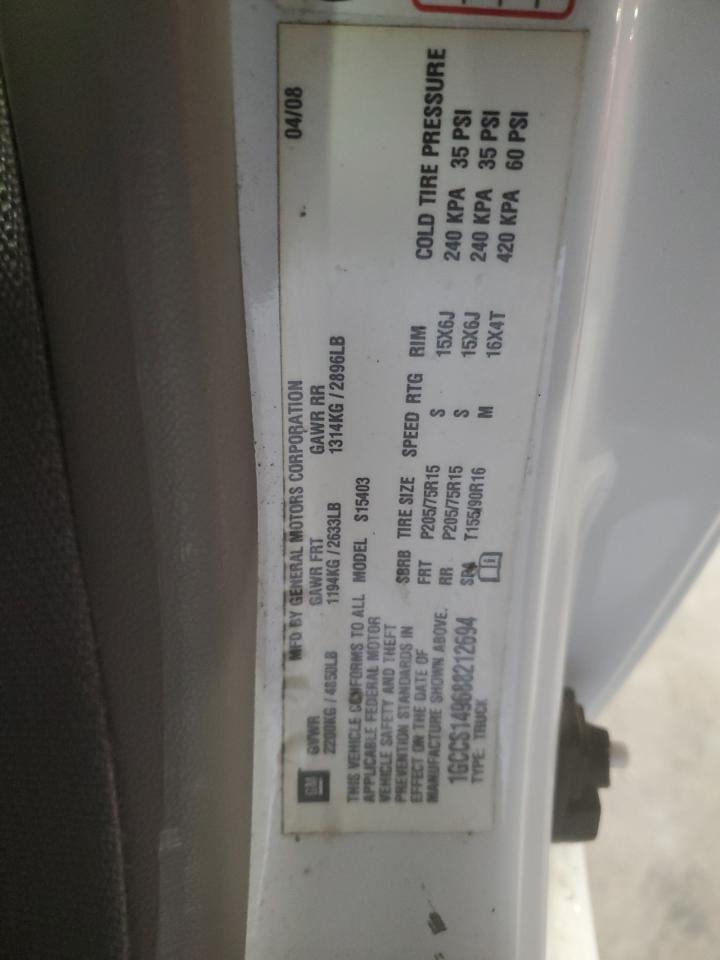 MFD BY GENERAL MOTORS CORPORATION 04/08
GM
GVWR GAWR FRT GAWR RR
2200KG / 4850LB 1194KG / 2633LB 1314KG / 2896LB
THIS VEHICLE CONFORMS TO ALL
APPLICABLE FEDERAL MOTOR
VEHICLE SAFETY AND THEFT
PREVENTION STANDARDS IN
EFFECT ON THE DATE OF
MANUFACTURE SHOWN ABOVE.
1GCCS149688212694
TYPE: TRUCK
MODEL S15403
SBRB TIRE SIZE SPEED RTG RIM COLD TIRE PRESSURE
FRT P205/75R15 S 15X6J 240 KPA 35 PSI
RR P205/75R15 S 15X6J 240 KPA 35 PSI
SPA T155/90R16 M 16X4T 420 KPA 60 PSI